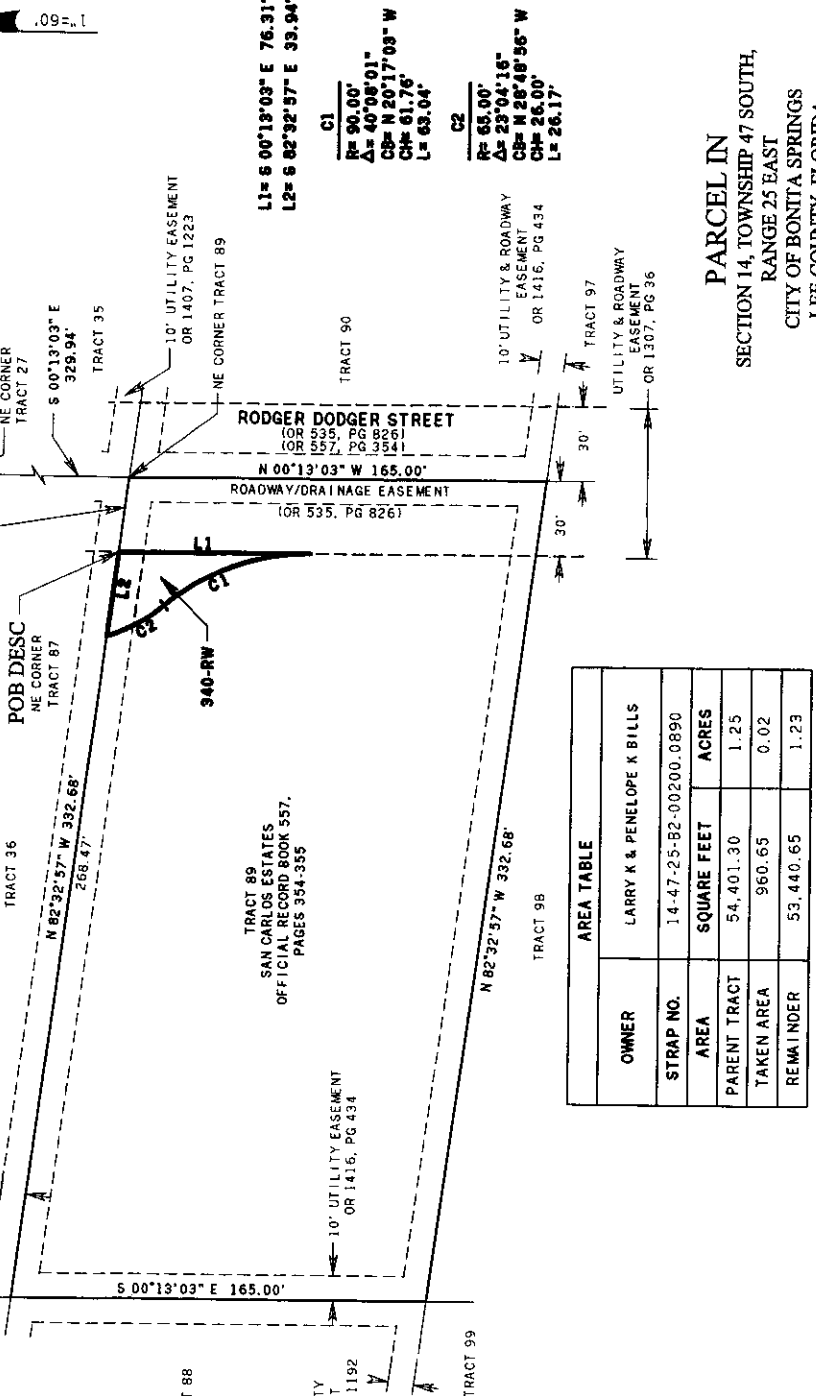 1"=60'
L1= S 00°13'03" E 76.31'
L2= S 82°32'57" E 33.94'
C1
R= 90.00'
Δ= 40°08'01"
CB= N 20°17'03" W
CH= 61.76'
L= 63.04'
C2
R= 65.00'
Δ= 23°04'16"
CB= N 28°48'56" W
CH= 26.00'
L= 26.17'
NE CORNER
TRACT 27
S 00°13'03" E
329.94'
TRACT 35
10' UTILITY EASEMENT
OR 1407, PG 1223
NE CORNER TRACT 89
TRACT 90
RODGER DODGER STREET
(OR 535, PG 826)
(OR 557, PG 354)
N 00°13'03" W 165.00'
ROADWAY/DRAINAGE EASEMENT
(OR 535, PG 826)
10' UTILITY & ROADWAY
EASEMENT
OR 1416, PG 434
TRACT 97
UTILITY & ROADWAY
EASEMENT
OR 1307, PG 36
30'
30'
POB DESC
NE CORNER
TRACT 87
L1
L2
C1
C2
340-RW
TRACT 36
N 82°32'57" W 332.68'
268.47'
TRACT 89
SAN CARLOS ESTATES
OFFICIAL RECORD BOOK 557,
PAGES 354-355
N 82°32'57" W 332.68'
TRACT 98
10' UTILITY EASEMENT
OR 1416, PG 434
S 00°13'03" E 165.00'
T 88
TY
T
1192
TRACT 99
AREA TABLE
OWNER LARRY K & PENELOPE K BILLS
STRAP NO. 14-47-25-B2-00200.0890
AREA SQUARE FEET ACRES
PARENT TRACT 54,401.30 1.25
TAKEN AREA 960.65 0.02
REMAINDER 53,440.65 1.23
PARCEL IN
SECTION 14, TOWNSHIP 47 SOUTH,
RANGE 25 EAST
CITY OF BONITA SPRINGS
LEE COUNTY, FLORIDA